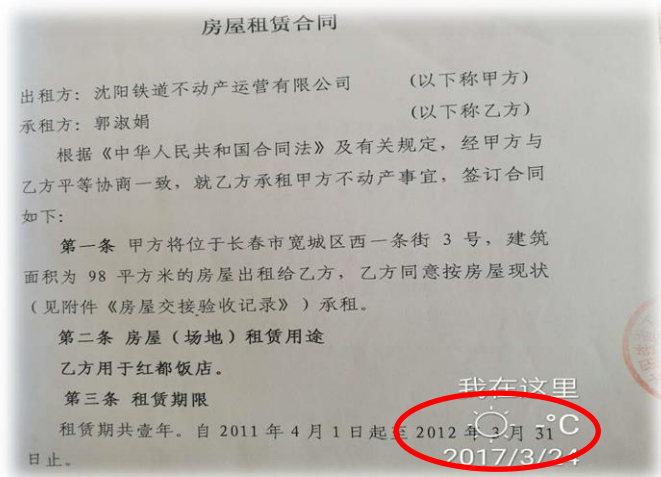 房屋租赁合同
出租方：沈阳铁道不动产运营有限公司 （以下称甲方）
承租方：郭淑娟 （以下称乙方）
根据《中华人民共和国合同法》及有关规定，经甲方与
乙方平等协商一致，就乙方承租甲方不动产事宜，签订合同
如下：
第一条 甲方将位于长春市宽城区西一条街 3 号，建筑
面积为 98 平方米的房屋出租给乙方，乙方同意按房屋现状
（见附件《房屋交接验收记录》）承租。
第二条 房屋（场地）租赁用途
乙方用于红都饭店。
我在这里
第三条 租赁期限
-°C
租赁期共壹年。自 2011 年 4 月 1 日起至 2012 年 3 月 31
日止。
2017/3/24